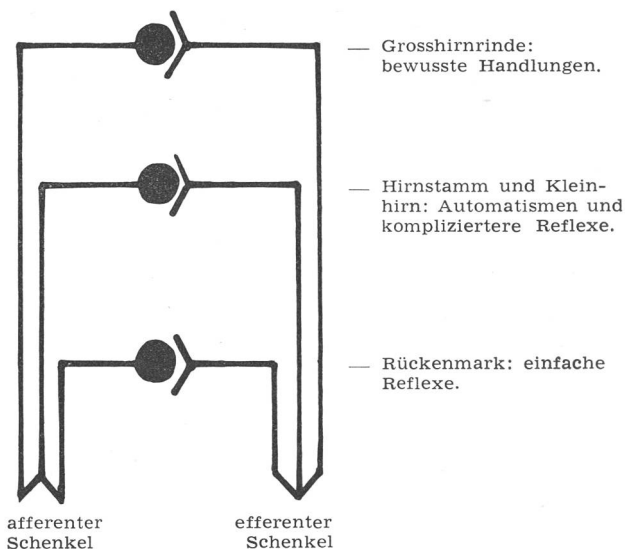 — Grosshirnrinde:
bewusste Handlungen.
— Hirnstamm und Klein-
hirn: Automatismen und
kompliziertere Reflexe.
— Rückenmark: einfache
Reflexe.
afferenter
Schenkel
efferenter
Schenkel